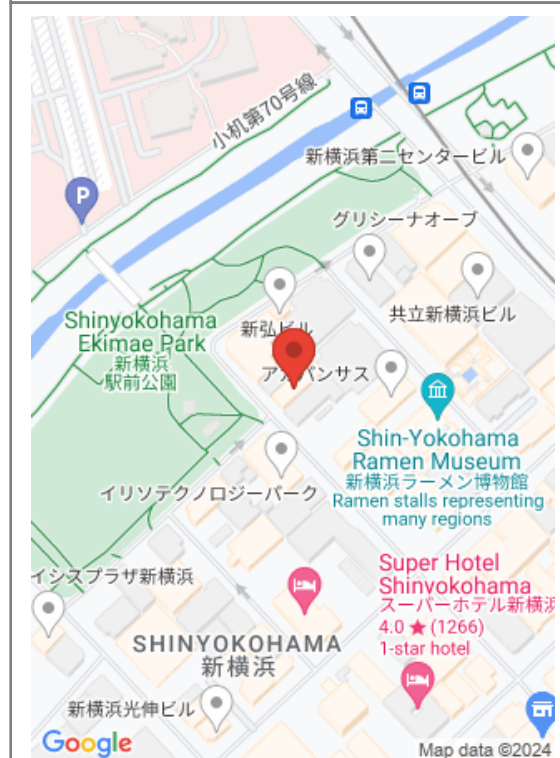 小机第70号線
新横浜第二センタービル
P
グリシーナオーブ
Shinyokohama
Ekimae Park
新横浜
駅前公園
新弘ビル
共立新横浜ビル
バンサス
Shin-Yokohama
Ramen Museum
新横浜ラーメン博物館
Ramen stalls representing
many regions
イリソテクノロジーパーク
イシスプラザ新横浜
Super Hotel
Shinyokohama
スーパーホテル新横浜
4.0 ★ (1266)
1-star hotel
SHINYOKOHAMA
新横浜
新横浜光伸ビル
Google
Map data ©2024